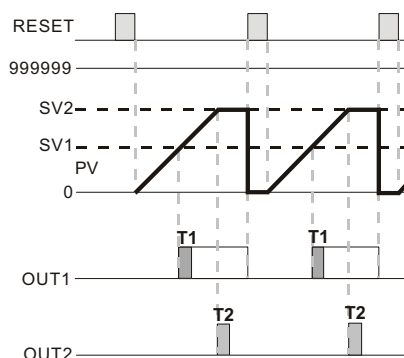 RESET
999999
SV2
SV1
PV
0
T1 T1
OUT1
T2 T2
OUT2